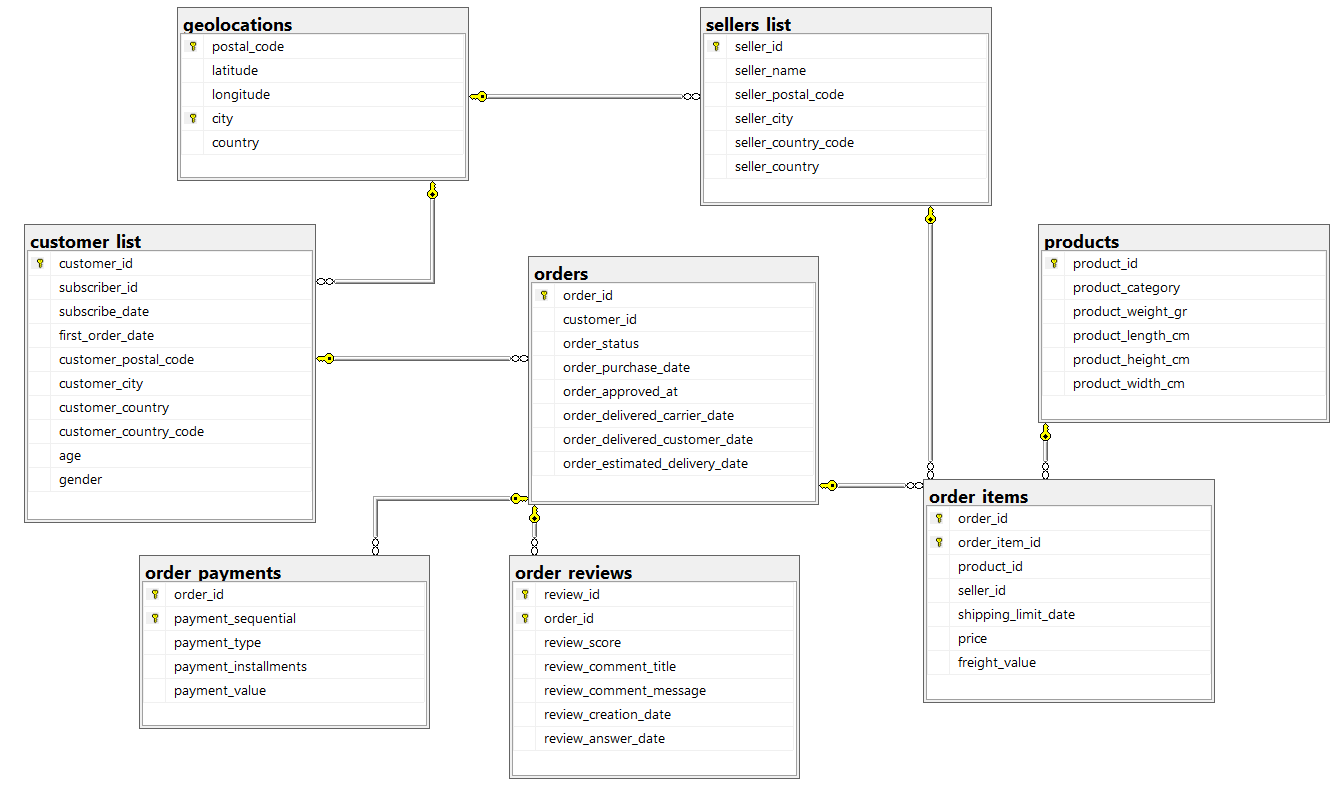 geolocations
postal_code
latitude
longitude
city
country
sellers_list
seller_id
seller_name
seller_postal_code
seller_city
seller_country_code
seller_country
customer_list
customer_id
subscriber_id
subscribe_date
first_order_date
customer_postal_code
customer_city
customer_country
customer_country_code
age
gender
orders
order_id
customer_id
order_status
order_purchase_date
order_approved_at
order_delivered_carrier_date
order_delivered_customer_date
order_estimated_delivery_date
products
product_id
product_category
product_weight_gr
product_length_cm
product_height_cm
product_width_cm
order_payments
order_id
payment_sequential
payment_type
payment_installments
payment_value
order_reviews
review_id
order_id
review_score
review_comment_title
review_comment_message
review_creation_date
review_answer_date
order_items
order_id
order_item_id
product_id
seller_id
shipping_limit_date
price
freight_value